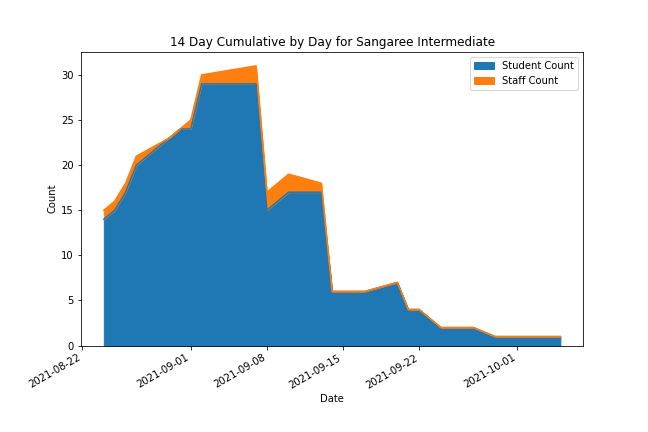 14 Day Cumulative by Day for Sangaree Intermediate
Student Count
Staff Count
30
25
20
15
10
5
0
Count
2021-08-22
2021-09-01
2021-09-08
2021-09-15
2021-09-22
2021-10-01
Date